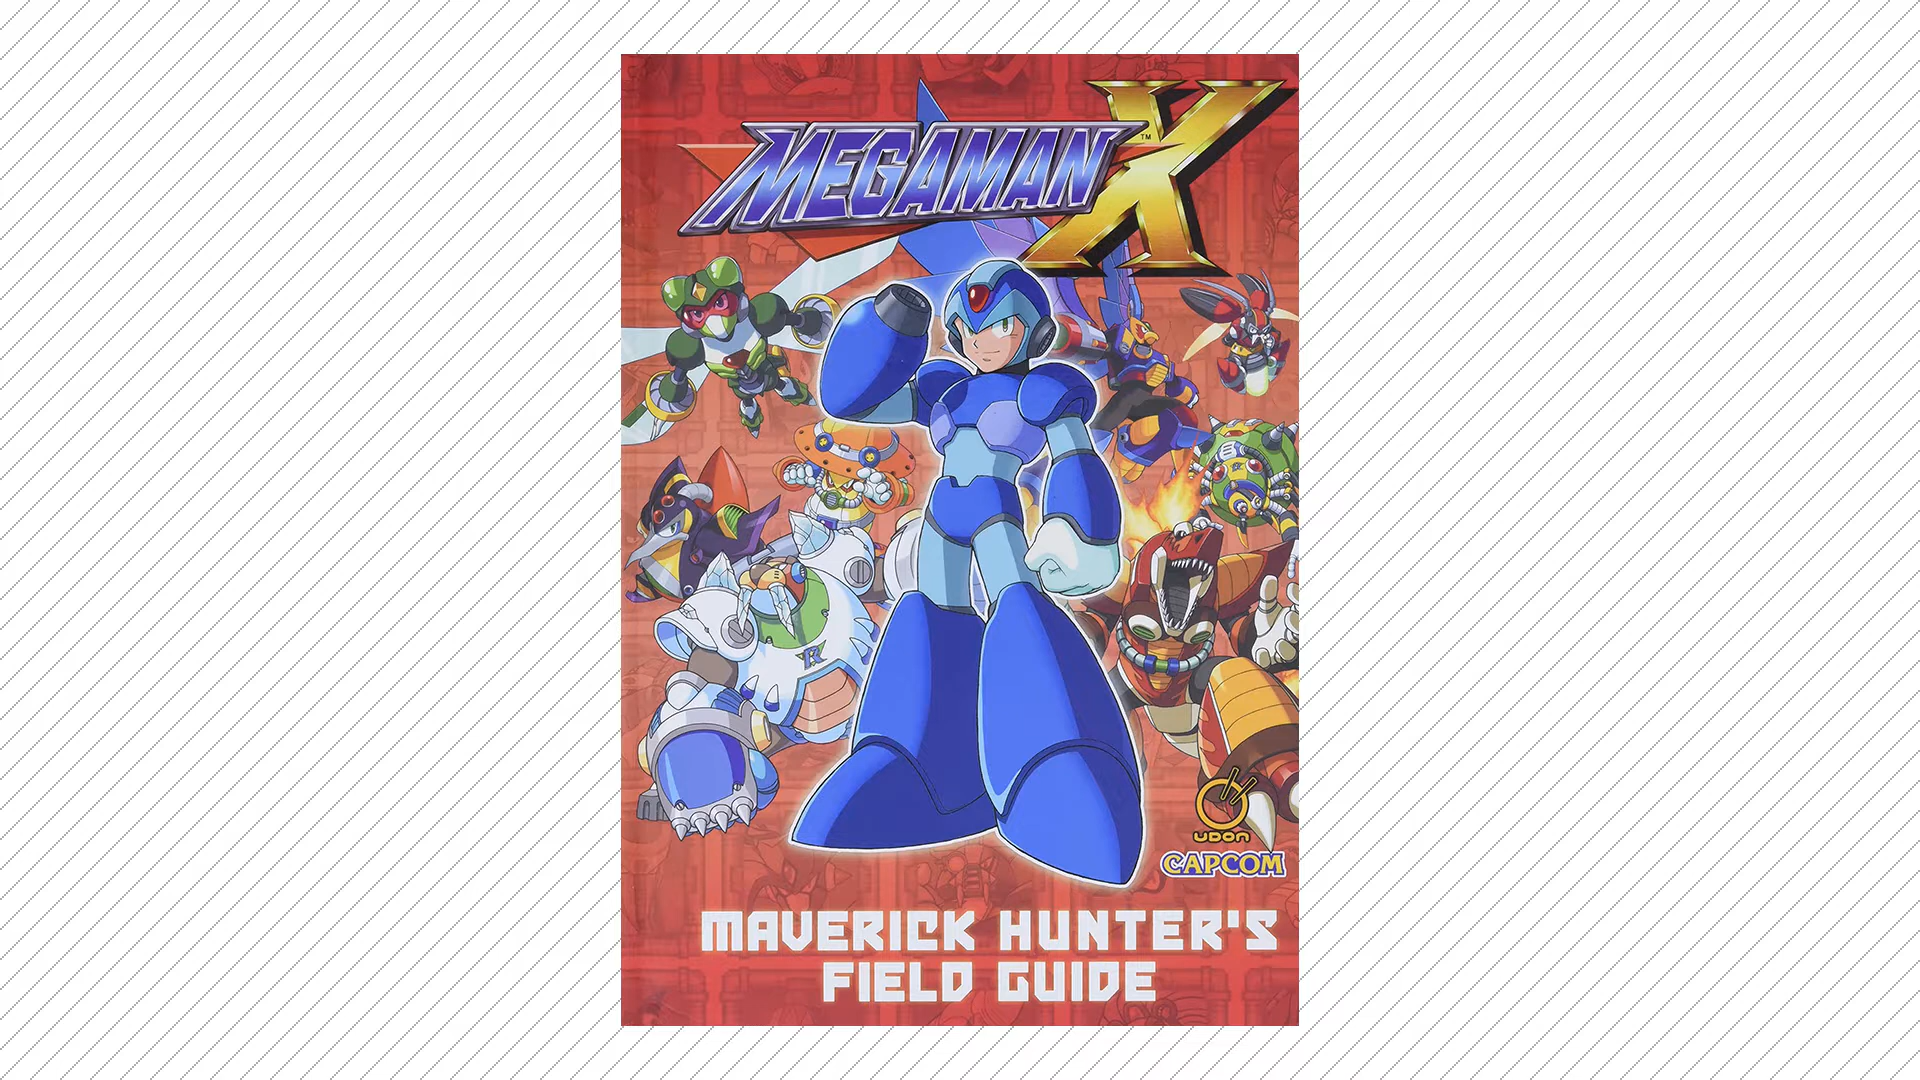 MEGAMAN X
™
UDON
CAPCOM
MAVERICK HUNTER'S
FIELD GUIDE